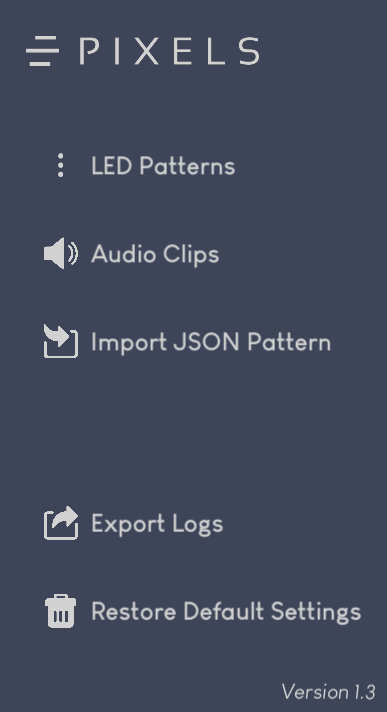 PIXELS
LED Patterns
Audio Clips
Import JSON Pattern
Export Logs
Restore Default Settings
Version 1.3